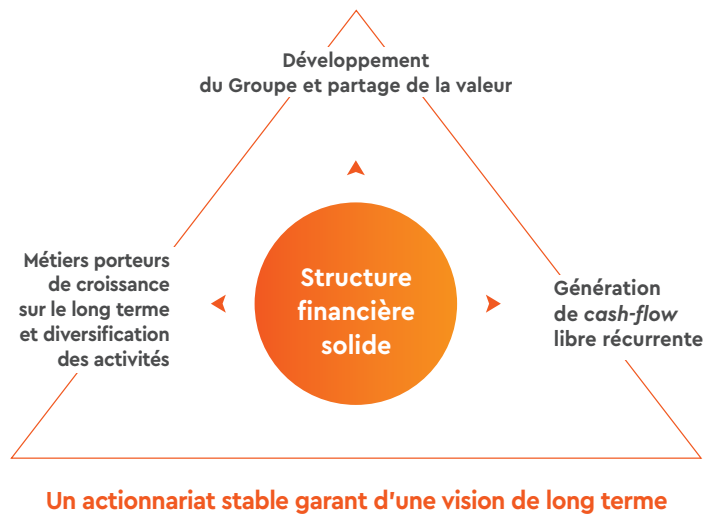 Développement
du Groupe et partage de la valeur
Métiers porteurs
de croissance
sur le long terme
et diversification
des activités
Structure
financière
solide
Génération
de cash-flow
libre récurrente
Un actionnariat stable garant d'une vision de long terme